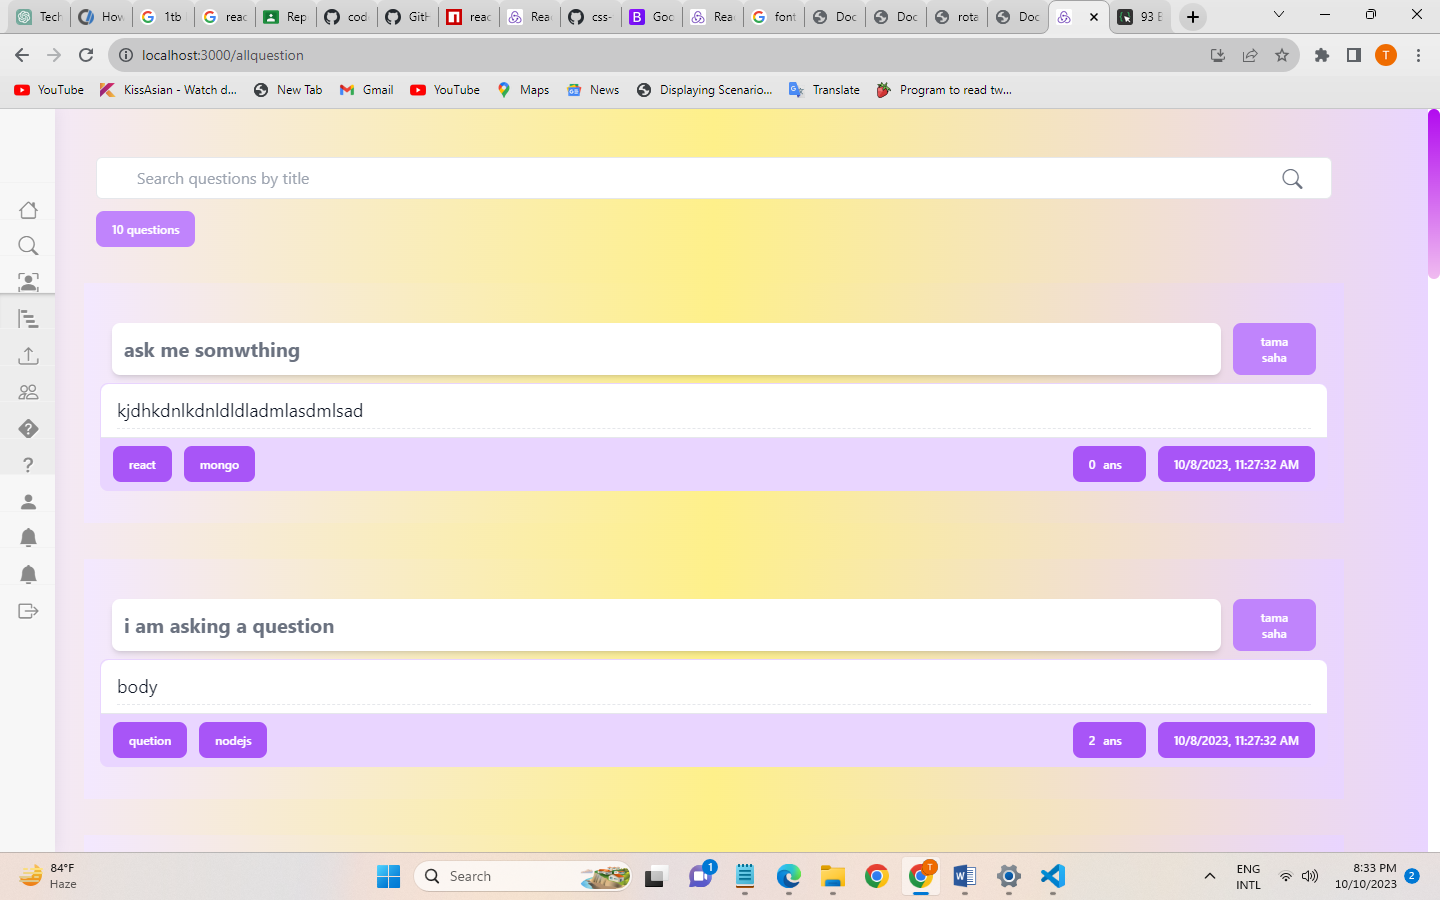 Tech
How
1tb
reac
Rep
cod
GitH
reac
Rea
css-
Goo
Rea
font
Doc
Doc
rota
Doc
93 E
localhost:3000/allquestion
T
YouTube
KissAsian - Watch d...
New Tab
Gmail
YouTube
Maps
News
Displaying Scenario...
Translate
Program to read tw...
Search questions by title
10 questions
ask me somwthing
tama
saha
kjdhkdnlkdnldldladmlasdmlsad
react
mongo
0 ans
10/8/2023, 11:27:32 AM
i am asking a question
tama
saha
body
quetion
nodejs
2 ans
10/8/2023, 11:27:32 AM
84°F
Haze
Search
1
T
ENG
INTL
8:33 PM
10/10/2023
2